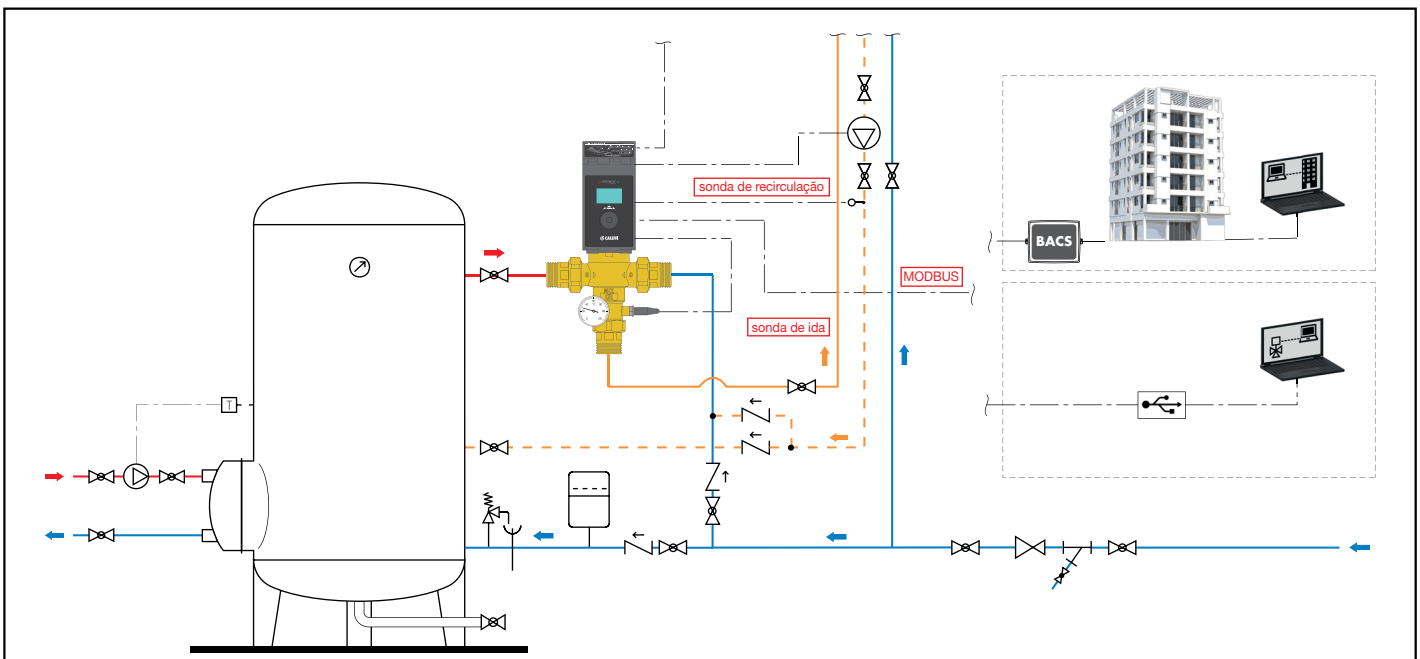 sonda de recirculação
CALEFFI
BACS
MODBUS
sonda de ida
T